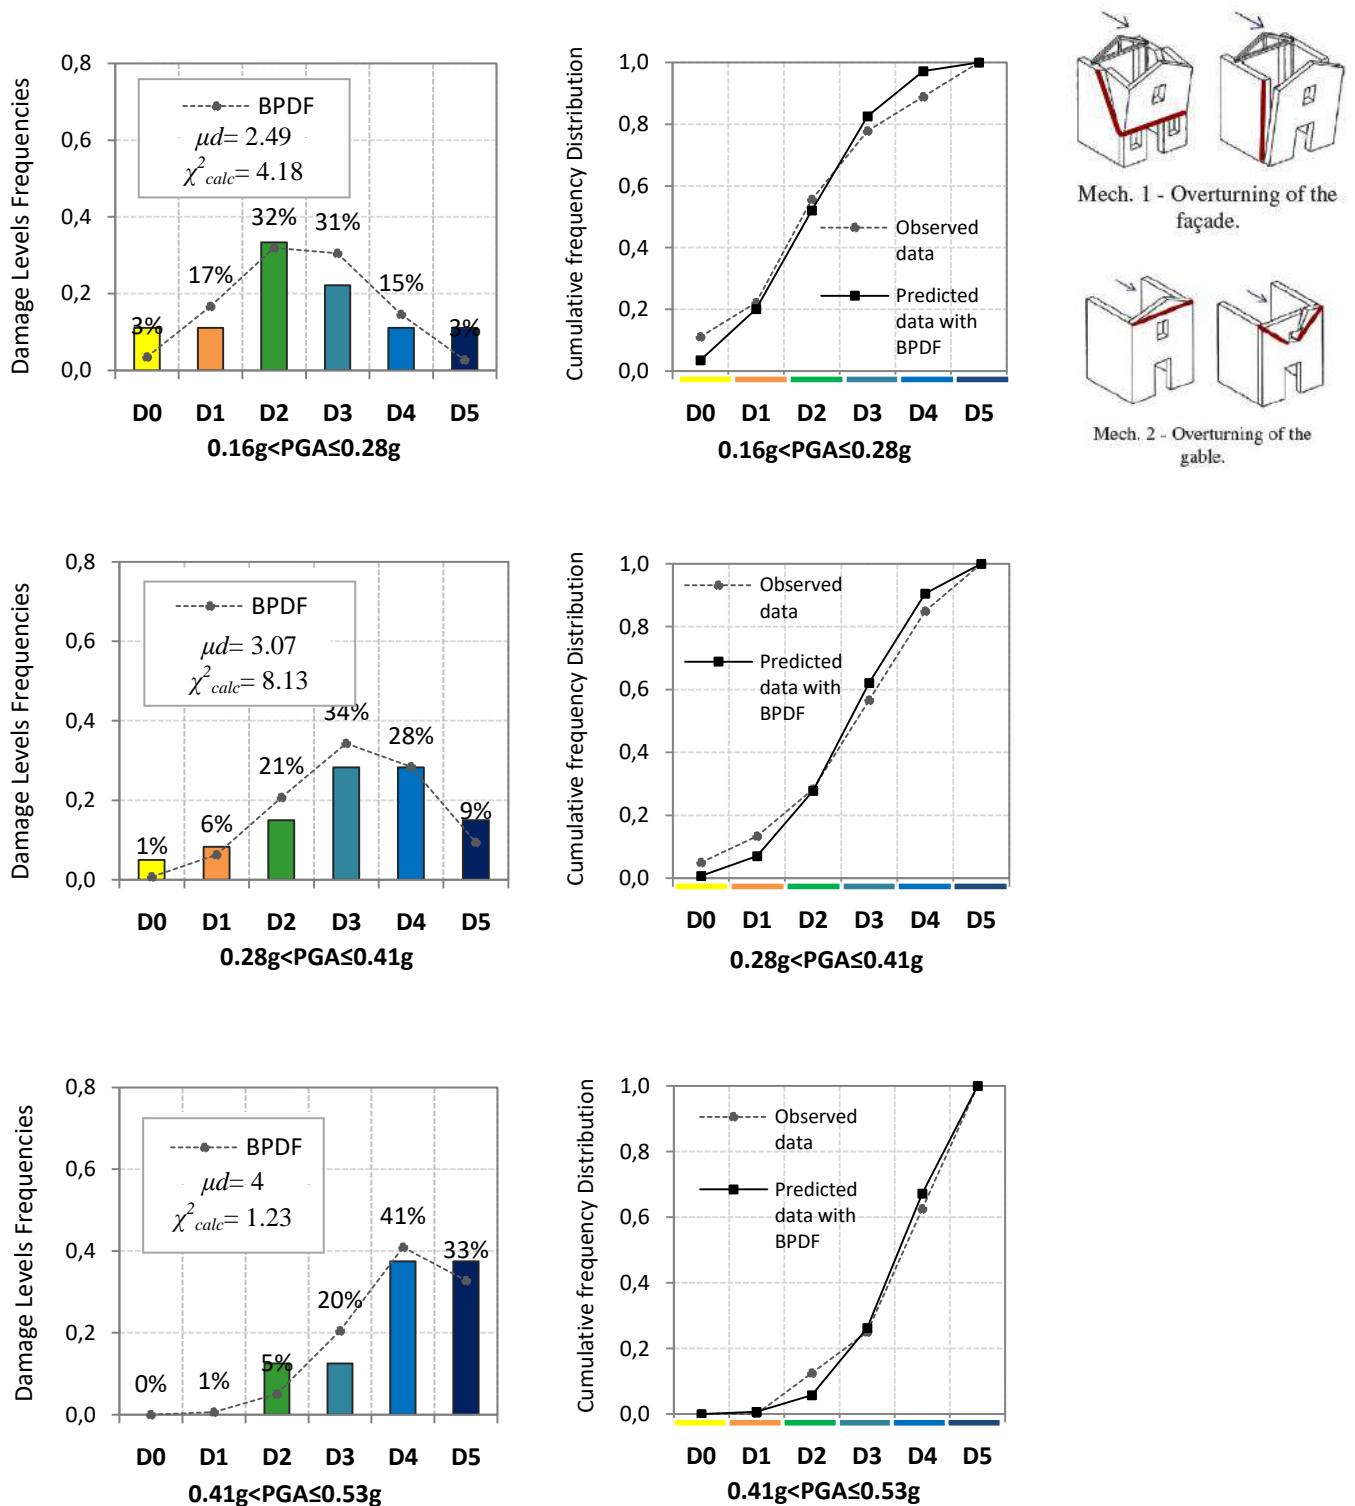 0,8
0,6
0,4
0,2
0,0
Damage Levels Frequencies
BPDF
μd= 2.49
χ²calc= 4.18
3%
17%
32%
31%
15%
3%
D0 D1 D2 D3 D4 D5
0.16g<PGA≤0.28g
1,0
0,8
0,6
0,4
0,2
0,0
Cumulative frequency Distribution
Observed
data
Predicted
data with
BPDF
D0 D1 D2 D3 D4 D5
0.16g<PGA≤0.28g
Mech. 1 - Overturning of the
façade.
Mech. 2 - Overturning of the
gable.
0,8
0,6
0,4
0,2
0,0
Damage Levels Frequencies
BPDF
μd= 3.07
χ²calc= 8.13
1%
6%
21%
34%
28%
9%
D0 D1 D2 D3 D4 D5
0.28g<PGA≤0.41g
1,0
0,8
0,6
0,4
0,2
0,0
Cumulative frequency Distribution
Observed
data
Predicted
data with
BPDF
D0 D1 D2 D3 D4 D5
0.28g<PGA≤0.41g
0,8
0,6
0,4
0,2
0,0
Damage Levels Frequencies
BPDF
μd= 4
χ²calc= 1.23
0%
1%
5%
20%
41%
33%
D0 D1 D2 D3 D4 D5
0.41g<PGA≤0.53g
1,0
0,8
0,6
0,4
0,2
0,0
Cumulative frequency Distribution
Observed
data
Predicted
data with
BPDF
D0 D1 D2 D3 D4 D5
0.41g<PGA≤0.53g